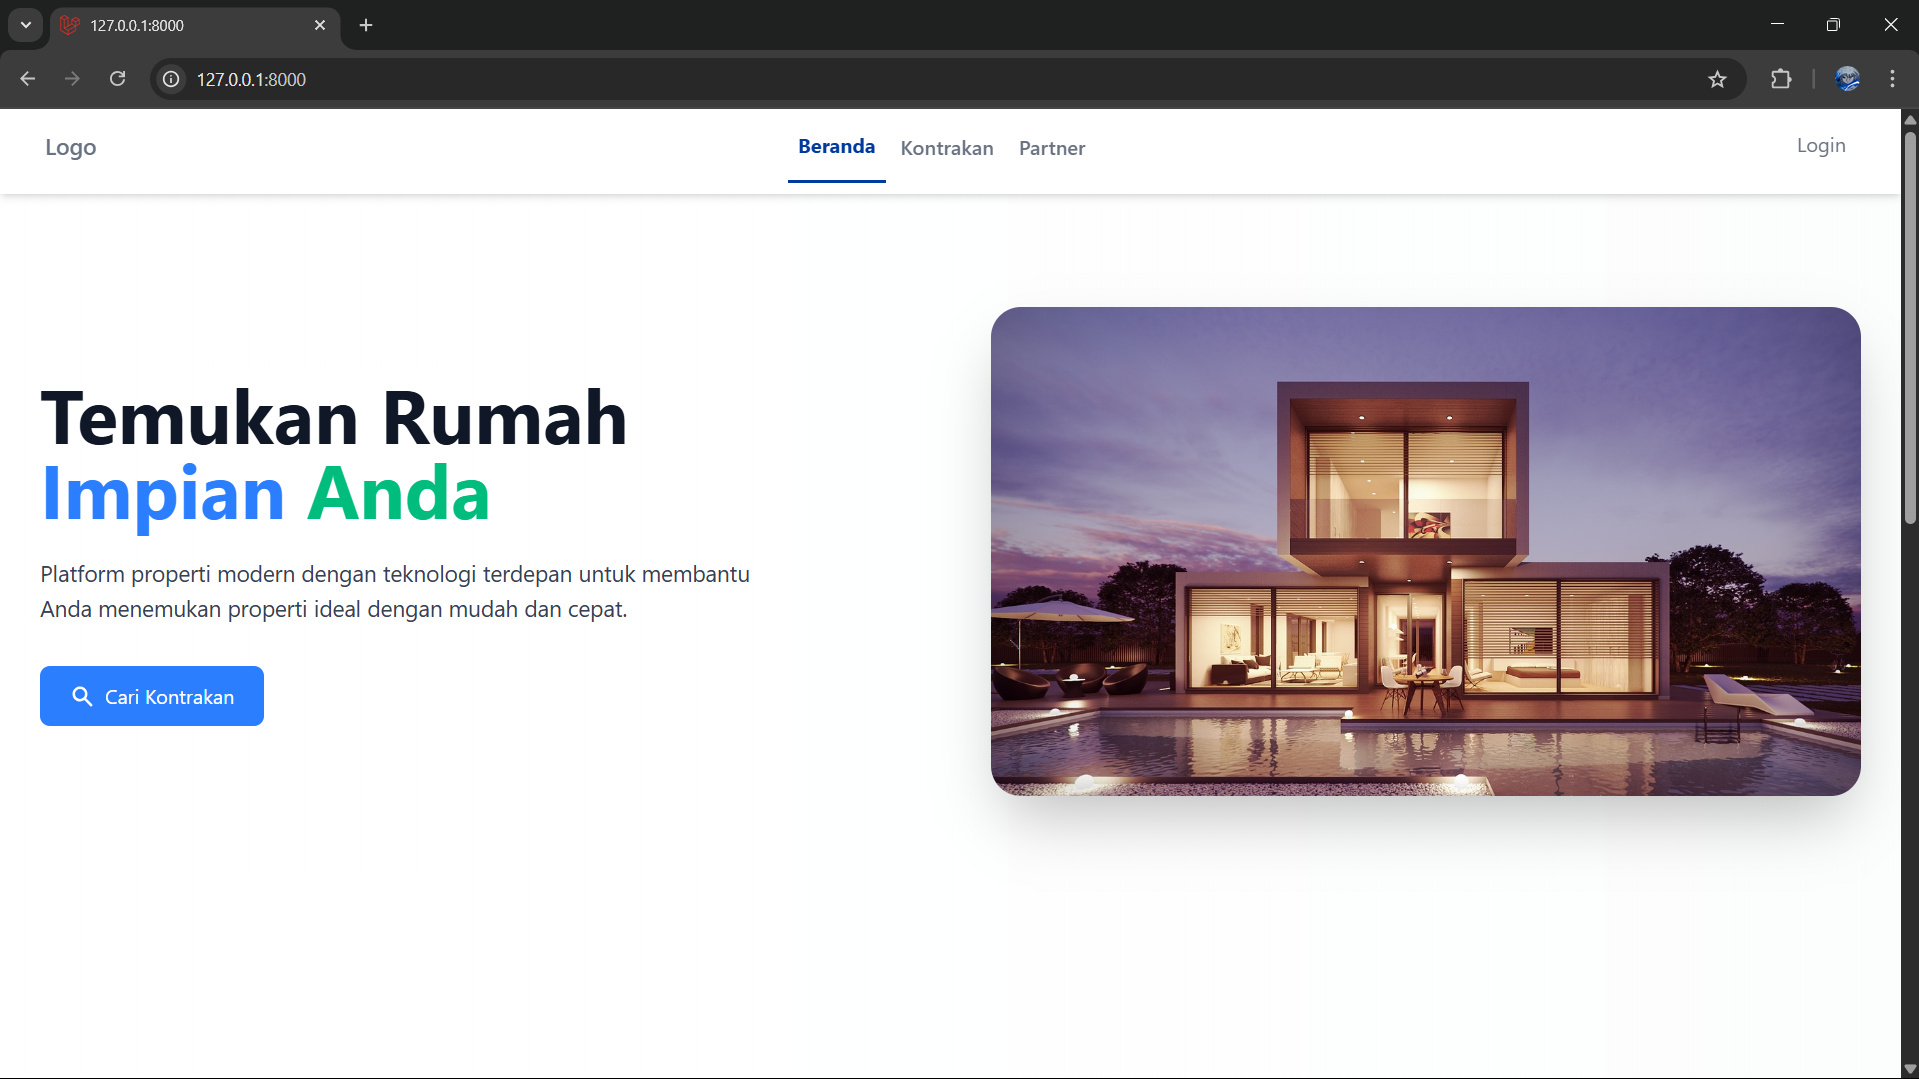 127.0.0.1:8000
127.0.0.1:8000
Logo
Beranda
Kontrakan
Partner
Login
Temukan Rumah
Impian Anda
Platform properti modern dengan teknologi terdepan untuk membantu
Anda menemukan properti ideal dengan mudah dan cepat.
Cari Kontrakan